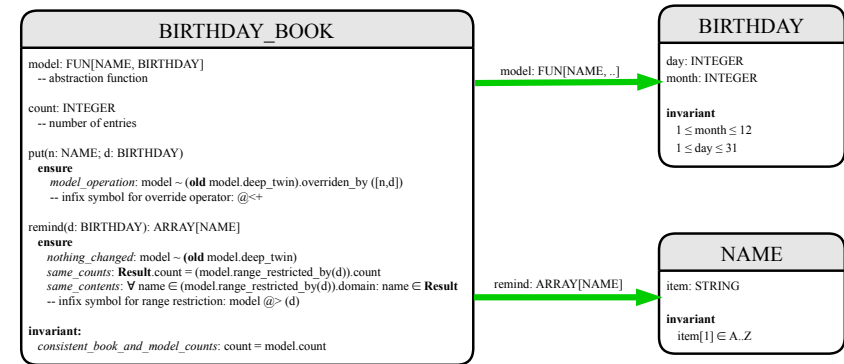 BIRTHDAY_BOOK
model: FUN[NAME, BIRTHDAY]
-- abstraction function
count: INTEGER
-- number of entries
put(n: NAME; d: BIRTHDAY)
ensure
model_operation: model ~ (old model.deep_twin).overriden_by ([n,d])
-- infix symbol for override operator: @<+
remind(d: BIRTHDAY): ARRAY[NAME]
ensure
nothing_changed: model ~ (old model.deep_twin)
same_counts: Result.count = (model.range_restricted_by(d)).count
same_contents: ∀ name ∈ (model.range_restricted_by(d)).domain: name ∈ Result
-- infix symbol for range restriction: model @> (d)
invariant:
consistent_book_and_model_counts: count = model.count
model: FUN[NAME, ..]
remind: ARRAY[NAME]
BIRTHDAY
day: INTEGER
month: INTEGER
invariant
1 ≤ month ≤ 12
1 ≤ day ≤ 31
NAME
item: STRING
invariant
item[1] ∈ A..Z